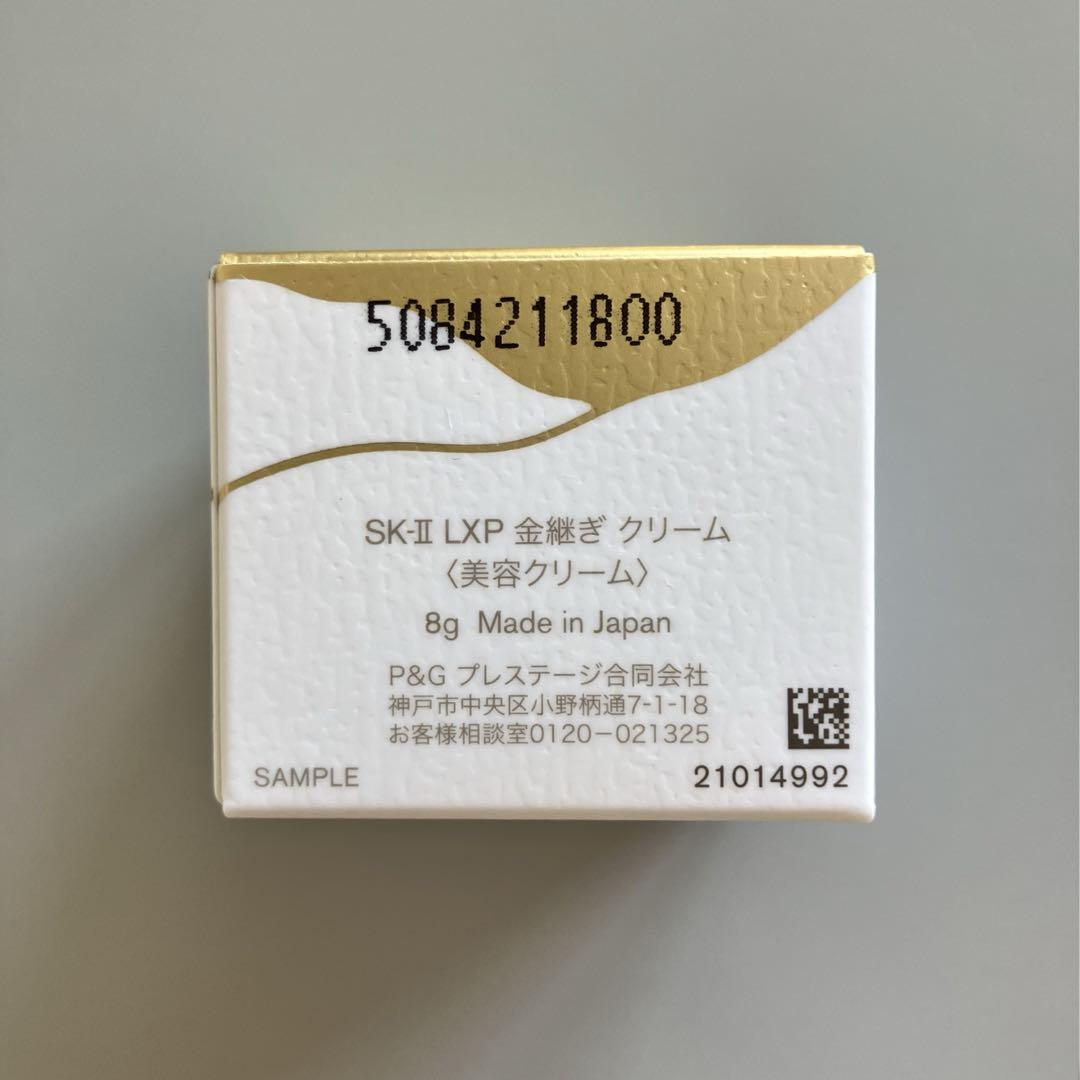 5084211800
SK-Ⅱ LXP 金継ぎ クリーム
〈美容クリーム〉
8g Made in Japan
P&G プレステージ合同会社
神戸市中央区小野柄通7-1-18
お客様相談室0120−021325
SAMPLE
21014992